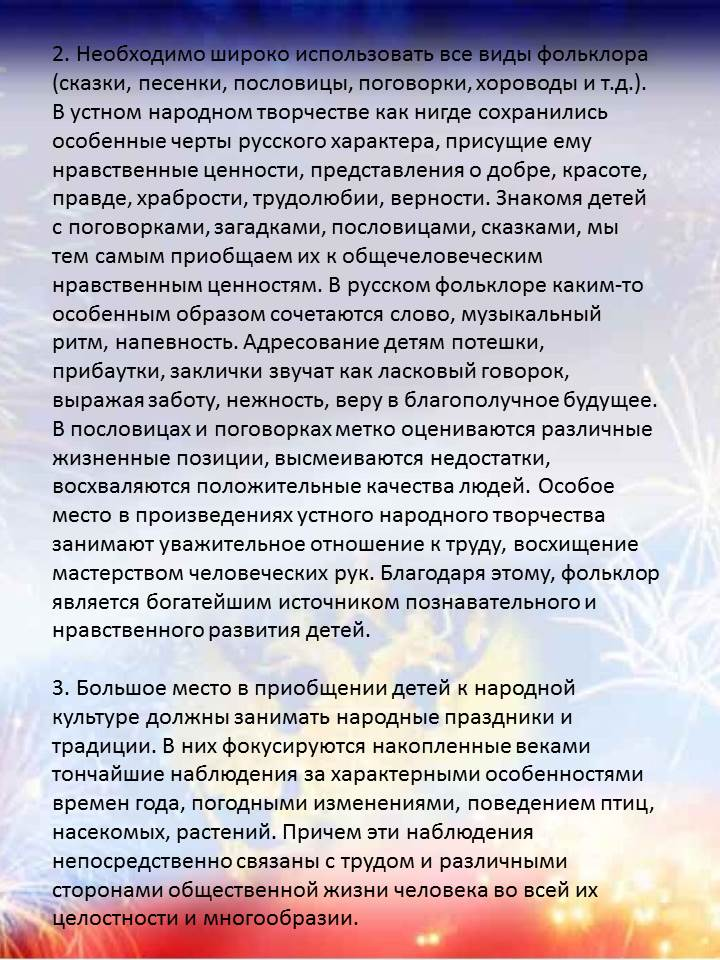 2. Необходимо широко использовать все виды фольклора
(сказки, песенки, пословицы, поговорки, хороводы и т.д.).
В устном народном творчестве как нигде сохранились
особенные черты русского характера, присущие ему
нравственные ценности, представления о добре, красоте,
правде, храбрости, трудолюбии, верности. Знакомя детей
с поговорками, загадками, пословицами, сказками, мы
тем самым приобщаем их к общечеловеческим
нравственным ценностям. В русском фольклоре каким-то
особенным образом сочетаются слово, музыкальный
ритм, напевность. Адресование детям потешки,
прибаутки, заклички звучат как ласковый говорок,
выражая заботу, нежность, веру в благополучное будущее.
В пословицах и поговорках метко оцениваются различные
жизненные позиции, высмеиваются недостатки,
восхваляются положительные качества людей. Особое
место в произведениях устного народного творчества
занимают уважительное отношение к труду, восхищение
мастерством человеческих рук. Благодаря этому, фольклор
является богатейшим источником познавательного и
нравственного развития детей.
3. Большое место в приобщении детей к народной
культуре должны занимать народные праздники и
традиции. В них фокусируются накопленные веками
тончайшие наблюдения за характерными особенностями
времен года, погодными изменениями, поведением птиц,
насекомых, растений. Причем эти наблюдения
непосредственно связаны с трудом и различными
сторонами общественной жизни человека во всей их
целостности и многообразии.